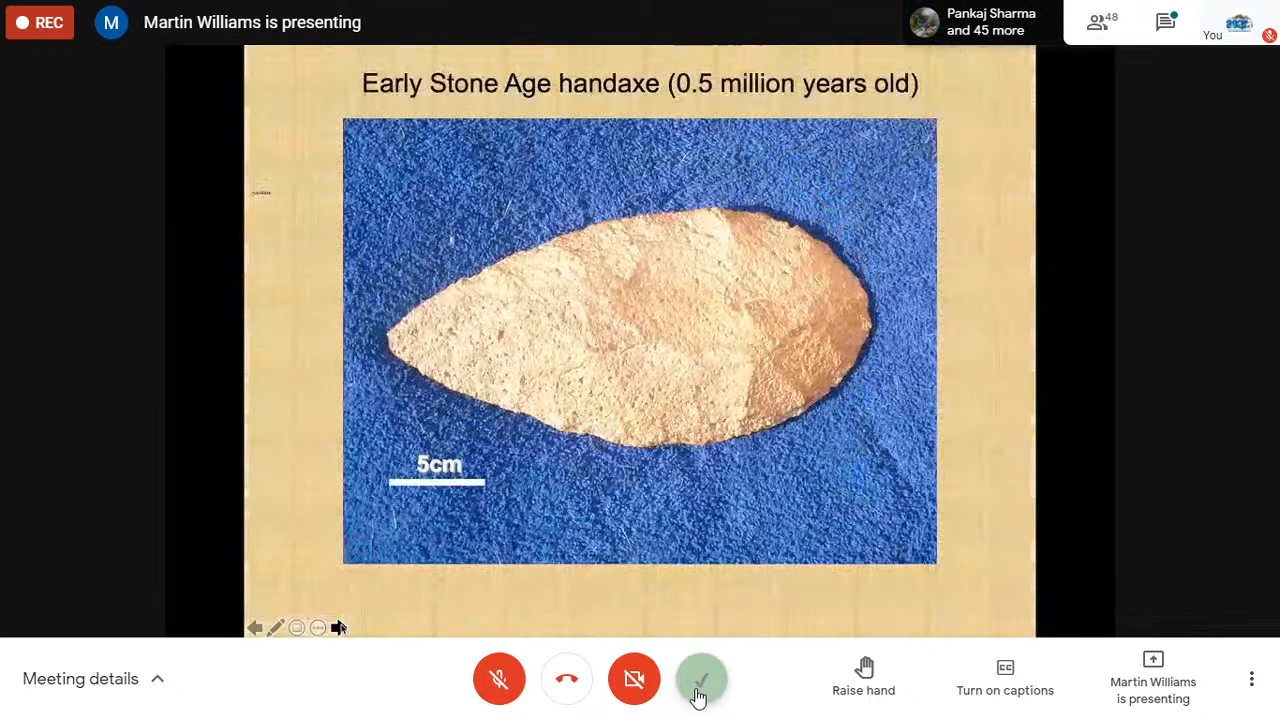 REC
M
Martin Williams is presenting
Pankaj Sharma
and 45 more
48
You
Early Stone Age handaxe (0.5 million years old)
5cm
Meeting details
Raise hand
CC
Turn on captions
Martin Williams
is presenting